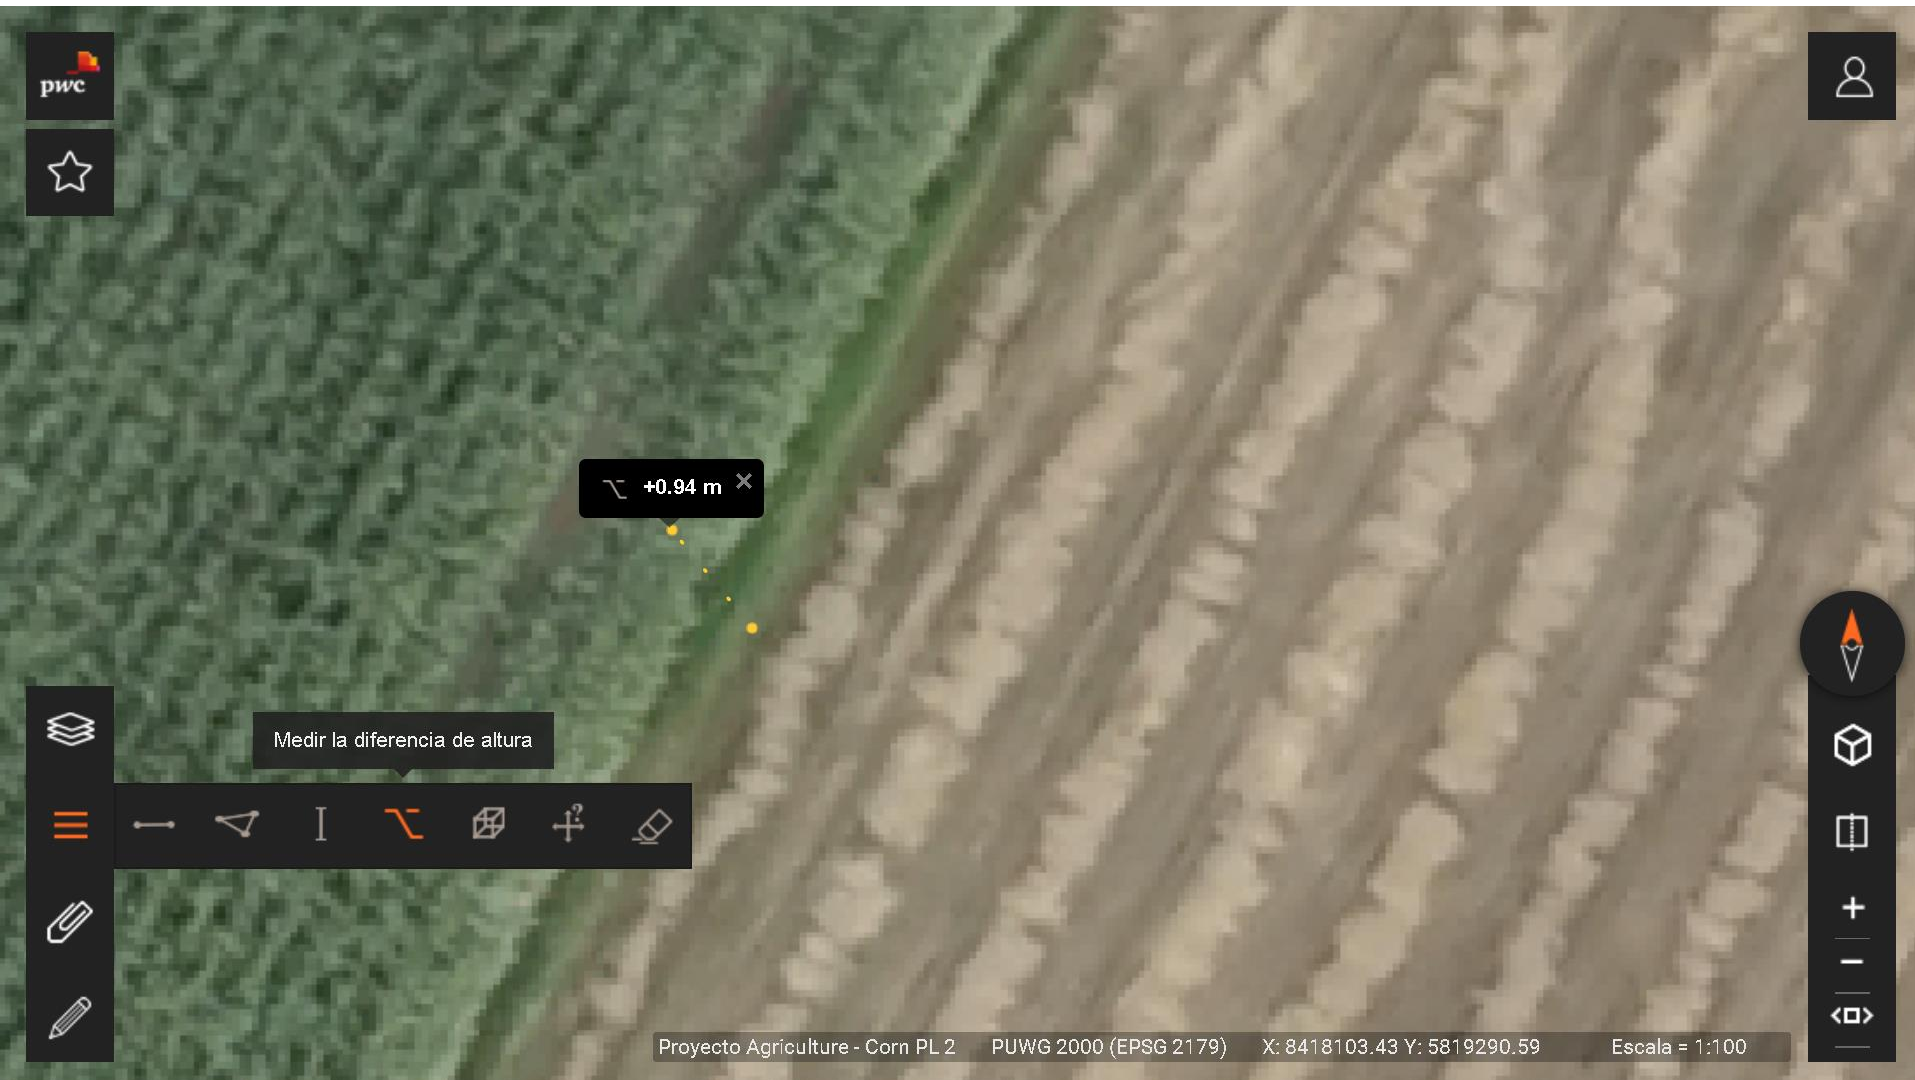 pwc
+0.94 m
Medir la diferencia de altura
Proyecto Agriculture - Corn PL 2 PUWG 2000 (EPSG 2179) X: 8418103.43 Y: 5819290.59 Escala = 1:100